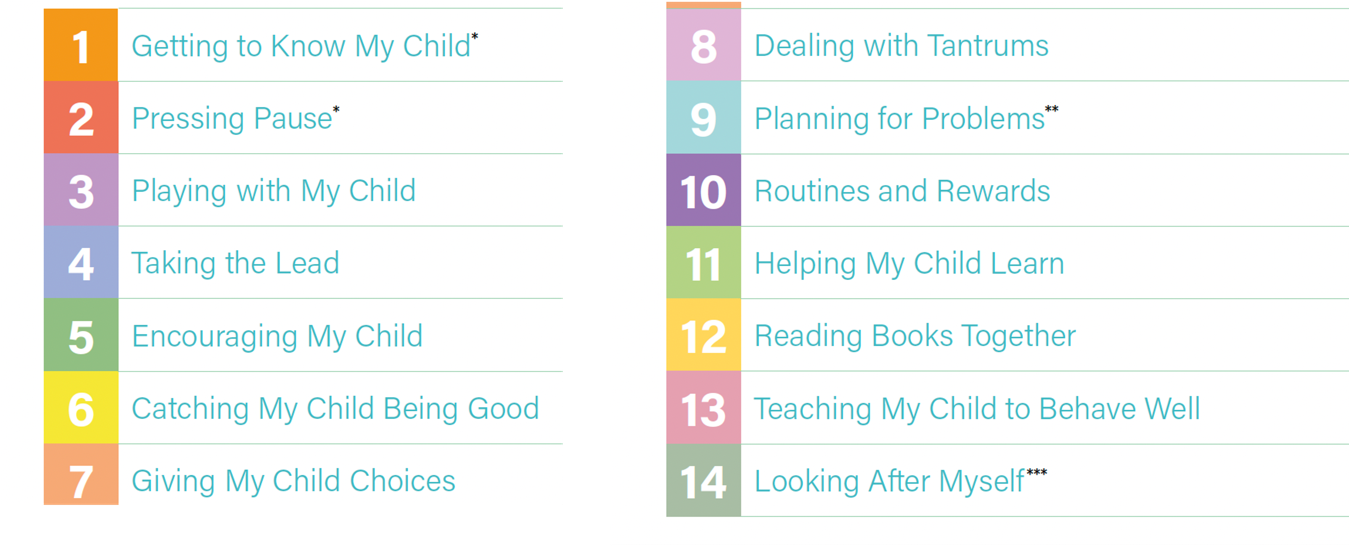 1 Getting to Know My Child*
2 Pressing Pause*
3 Playing with My Child
4 Taking the Lead
5 Encouraging My Child
6 Catching My Child Being Good
7 Giving My Child Choices
8 Dealing with Tantrums
9 Planning for Problems**
10 Routines and Rewards
11 Helping My Child Learn
12 Reading Books Together
13 Teaching My Child to Behave Well
14 Looking After Myself***